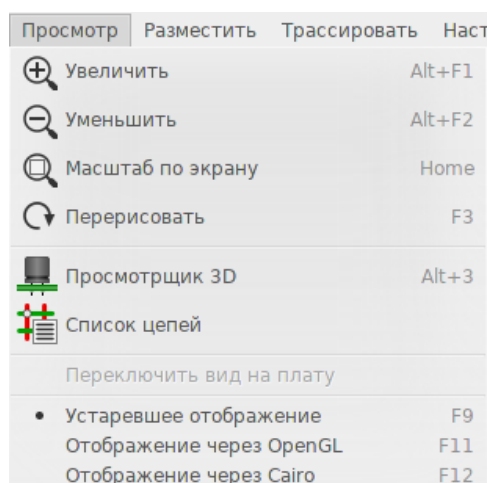 Просмотр Разместить Трассировать Наст
Увеличить Alt+F1
Уменьшить Alt+F2
Масштаб по экрану Home
Перерисовать F3
Просмотрщик 3D Alt+3
Список цепей
Переключить вид на плату
Устаревшее отображение F9
Отображение через OpenGL F11
Отображение через Cairo F12